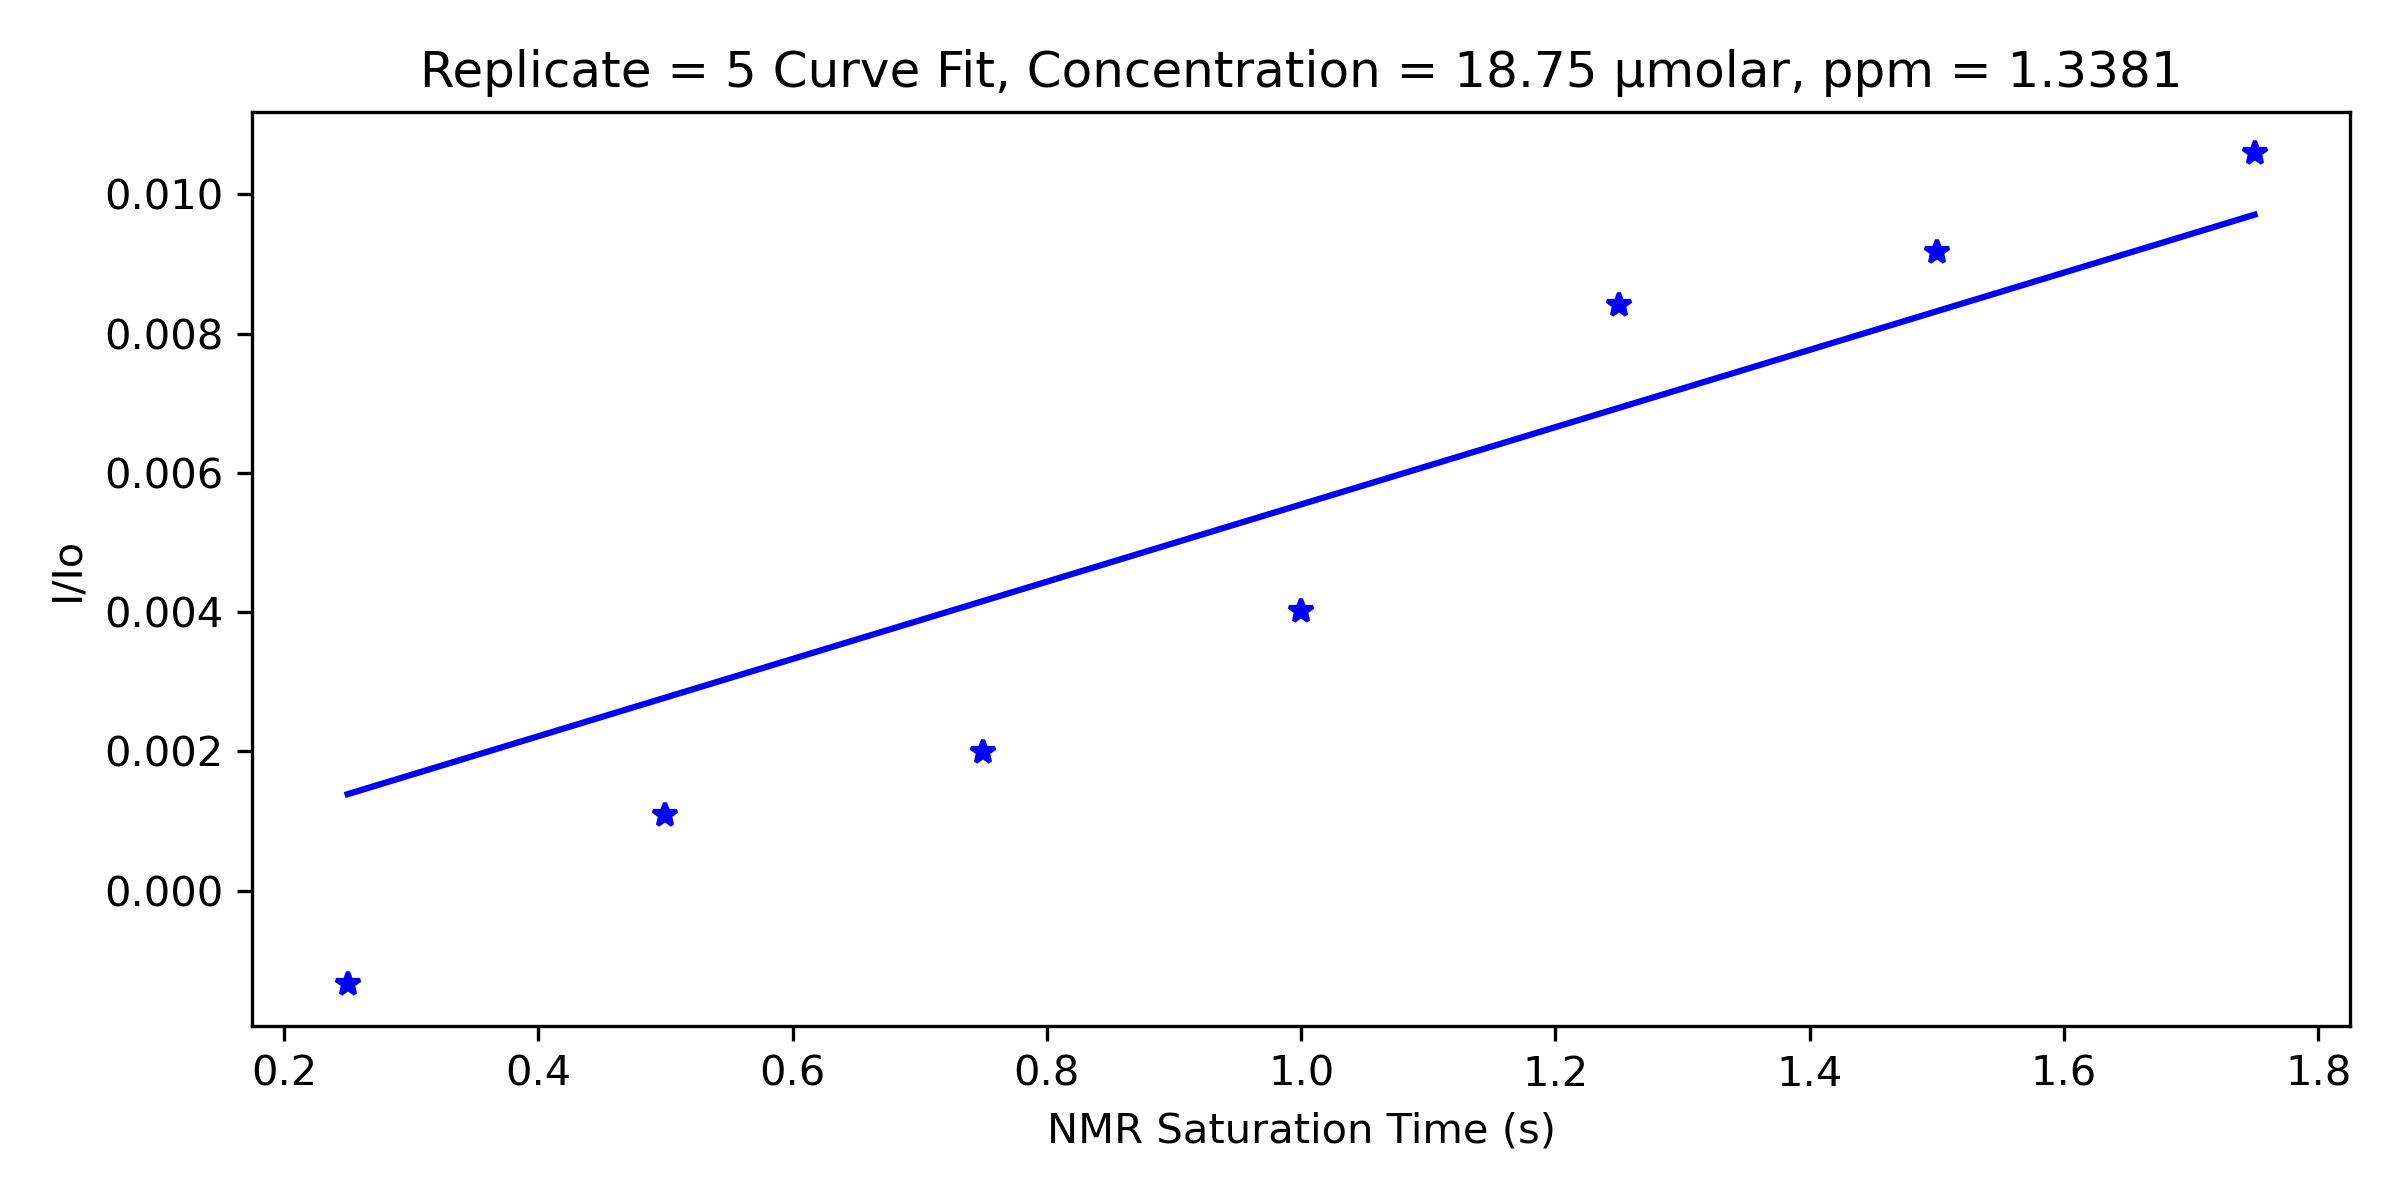 Replicate = 5 Curve Fit, Concentration = 18.75 µmolar, ppm = 1.3381
0.010
0.008
0.006
0.004
0.002
0.000
I/Io
0.2 0.4 0.6 0.8 1.0 1.2 1.4 1.6 1.8
NMR Saturation Time (s)